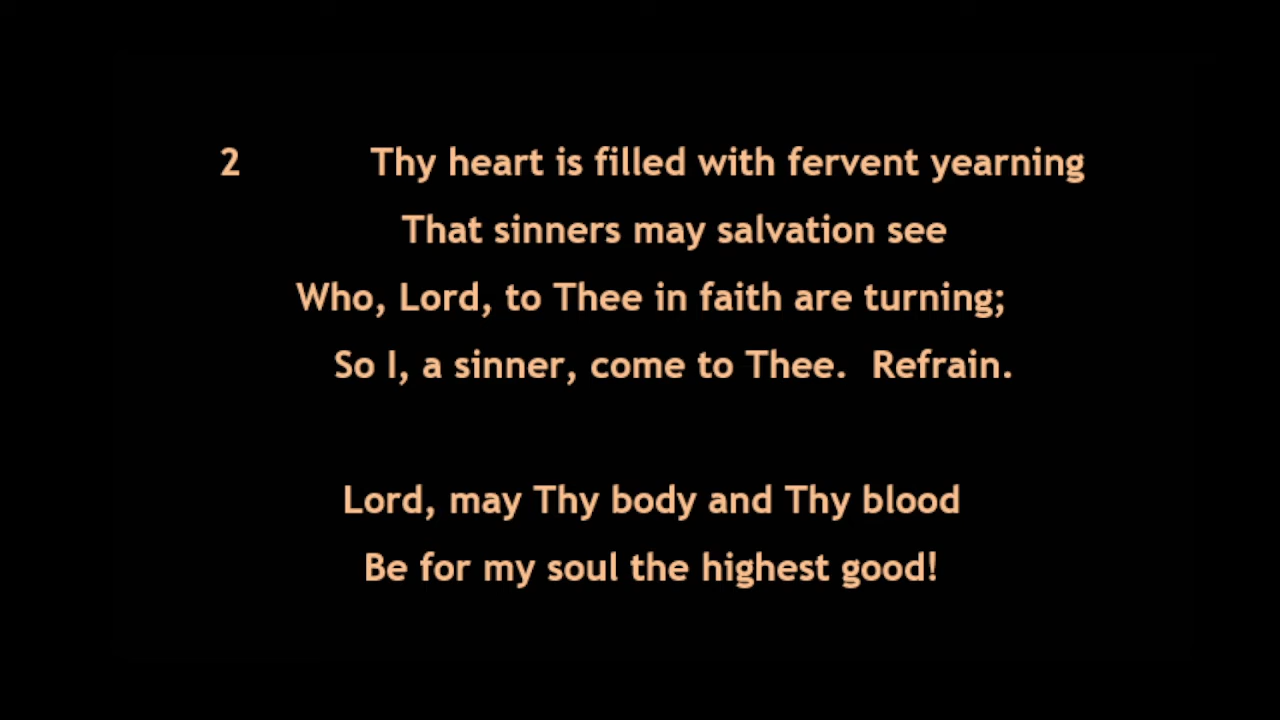 2 Thy heart is filled with fervent yearning
That sinners may salvation see
Who, Lord, to Thee in faith are turning;
So I, a sinner, come to Thee. Refrain.
Lord, may Thy body and Thy blood
Be for my soul the highest good!